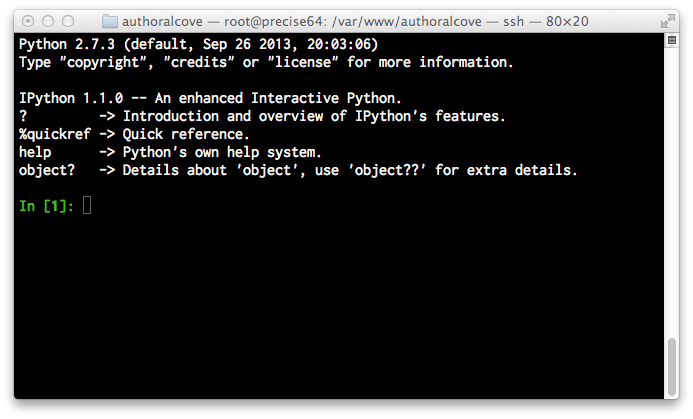 authoralcove — root@precise64: /var/www/authoralcove — ssh — 80×20
Python 2.7.3 (default, Sep 26 2013, 20:03:06)
Type "copyright", "credits" or "license" for more information.
IPython 1.1.0 -- An enhanced Interactive Python.
?         -> Introduction and overview of IPython's features.
%quickref -> Quick reference.
help      -> Python's own help system.
object?   -> Details about 'object', use 'object??' for extra details.
In [1]: